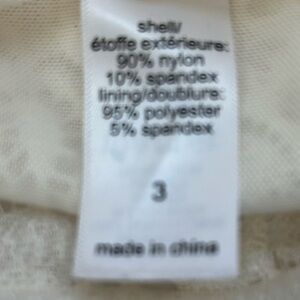 shell/
étoffe extérieure:
90% nylon
10% spandex
lining/doublure:
95% polyester
5% spandex
3
made in china